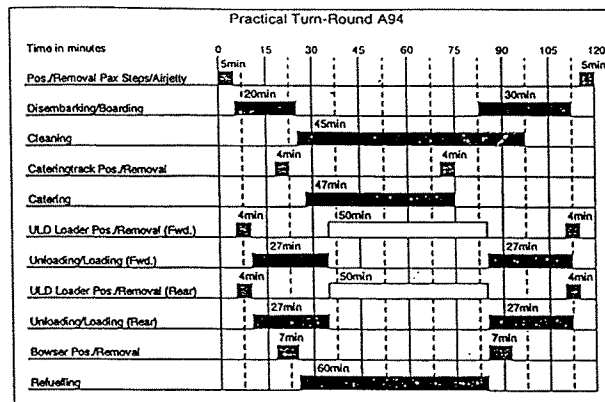 Practical Turn-Round A94
Time in minutes 0 15 30 45 60 75 90 105 120
5min 5min
Pos./Removal Pax Steps/Airjetty
20min 30min
Disembarking/Boarding
45min
Cleaning
4min 4min
Cateringtrack Pos./Removal
47min
Catering
4min 50min 4min
ULD Loader Pos./Removal (Fwd.)
27min 27min
Unloading/Loading (Fwd.)
4min 50min 4min
ULD Loader Pos./Removal (Rear)
27min 27min
Unloading/Loading (Rear)
7min 7min
Bowser Pos./Removal
60min
Refuelling